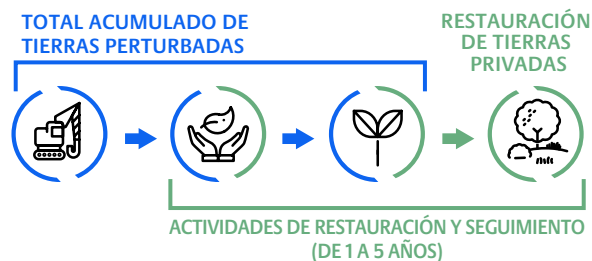 TOTAL ACUMULADO DE
TIERRAS PERTURBADAS
RESTAURACIÓN
DE TIERRAS
PRIVADAS
ACTIVIDADES DE RESTAURACIÓN Y SEGUIMIENTO
(DE 1 A 5 AÑOS)